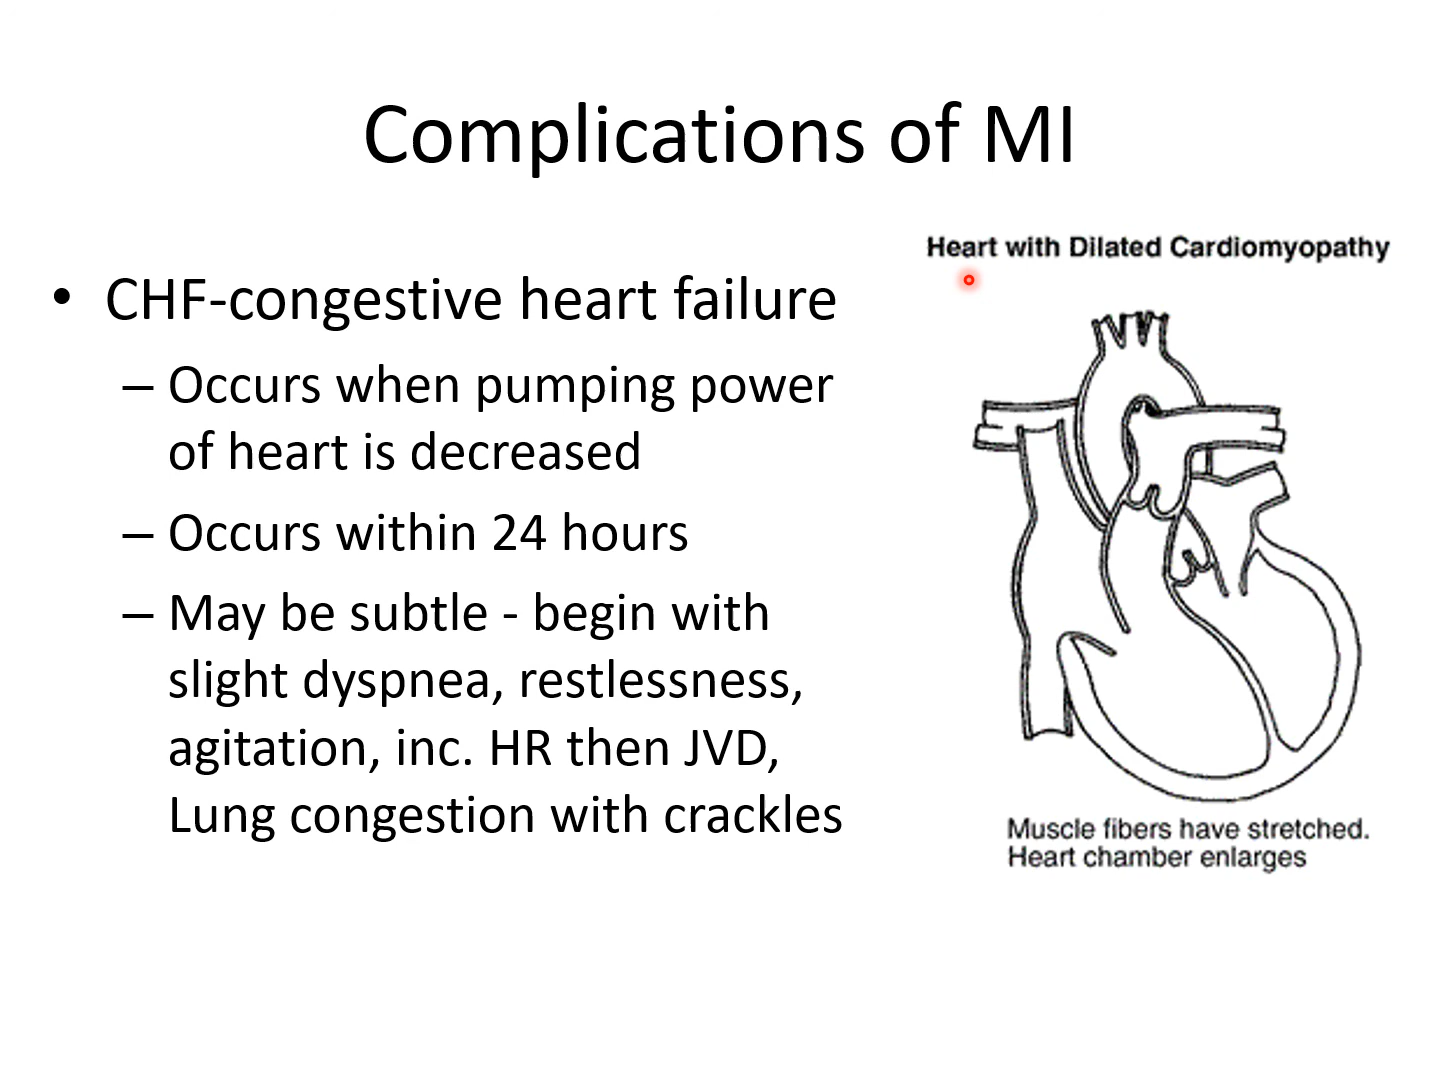 Complications of MI
• CHF-congestive heart failure
– Occurs when pumping power
of heart is decreased
– Occurs within 24 hours
– May be subtle - begin with
slight dyspnea, restlessness,
agitation, inc. HR then JVD,
Lung congestion with crackles
Heart with Dilated Cardiomyopathy
Muscle fibers have stretched.
Heart chamber enlarges